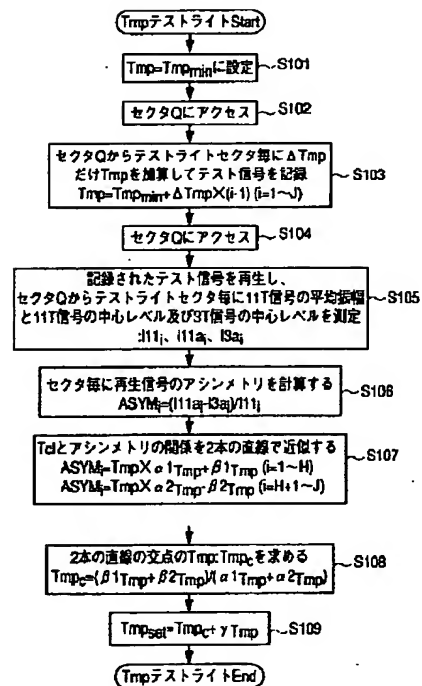 TmpテストライトStart
Tmp=Tmpminに設定
S101
セクタQにアクセス
S102
セクタQからテストライトセクタ毎にΔTmp
だけTmpを加算してテスト信号を記録
Tmp=Tmpmin+ΔTmp×(i-1) {i=1〜J}
S103
セクタQにアクセス
S104
記録されたテスト信号を再生し、
セクタQからテストライトセクタ毎に11T信号の平均振幅
と11T信号の中心レベル及び3T信号の中心レベルを測定
:I11i、I11ai、I3ai
S105
セクタ毎に再生信号のアシンメトリを計算する
ASYMi=(I11ai-I3ai)/I11i
S106
Tclとアシンメトリの関係を2本の直線で近似する
ASYMi=Tmp×α1Tmp+β1Tmp (i=1〜H)
ASYMi=Tmp×α2Tmp-β2Tmp (i=H+1〜J)
S107
2本の直線の交点のTmp:Tmpcを求める
Tmpc=(β1Tmp+β2Tmp)/(α1Tmp+α2Tmp)
S108
Tmpset=Tmpc+γTmp
S109
TmpテストライトEnd